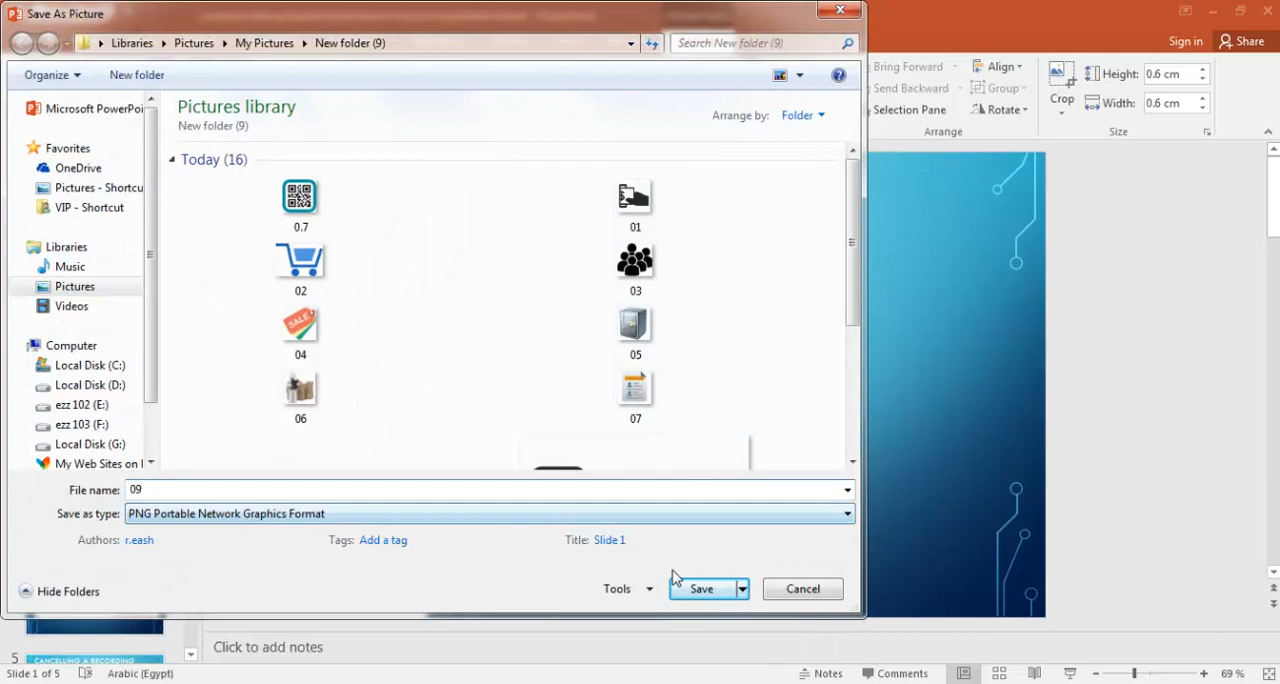 Save As Picture
Libraries Pictures My Pictures New folder (9)
Search New folder (9)
Sign in Share
Organize New folder
Bring Forward Align Height: 0.6 cm
Send Backward Group
Selection Pane Rotate Crop Width: 0.6 cm
Arrange Size
Microsoft PowerPoi
Favorites
OneDrive
Pictures - Shortcu
VIP - Shortcut
Libraries
Music
Pictures
Videos
Computer
Local Disk (C:)
Local Disk (D:)
ezz 102 (E:)
ezz 103 (F:)
Local Disk (G:)
My Web Sites on
Pictures library
New folder (9)
Arrange by: Folder
Today (16)
0.7 01
02 03
SALE
04 05
06 07
File name: 09
Save as type: PNG Portable Network Graphics Format
Authors: r.eash Tags: Add a tag Title: Slide 1
Hide Folders Tools Save Cancel
5 CANCELLING A RECORDING
Click to add notes
Slide 1 of 5 Arabic (Egypt) Notes Comments 69 %